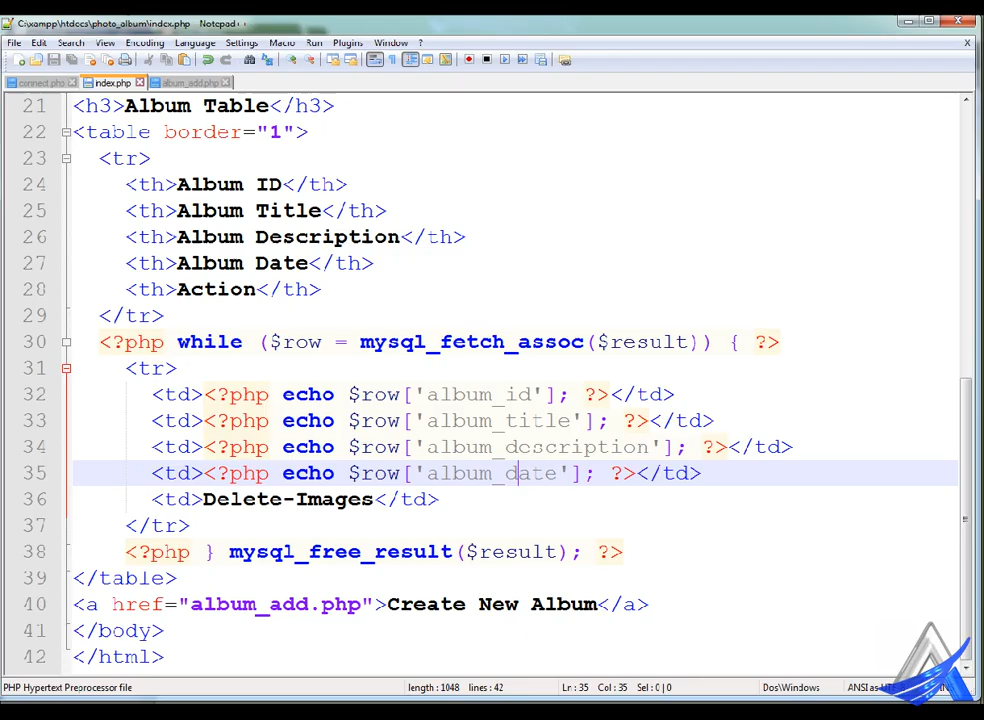 C:\xampp\htdocs\photo_album\index.php - Notepad++
File Edit Search View Encoding Language Settings Macro Run Plugins Window ? X
connect.php index.php album_add.php
21 <h3>Album Table</h3>
22 <table border="1">
23 <tr>
24 <th>Album ID</th>
25 <th>Album Title</th>
26 <th>Album Description</th>
27 <th>Album Date</th>
28 <th>Action</th>
29 </tr>
30 <?php while ($row = mysql_fetch_assoc($result)) { ?>
31 <tr>
32 <td><?php echo $row['album_id']; ?></td>
33 <td><?php echo $row['album_title']; ?></td>
34 <td><?php echo $row['album_description']; ?></td>
35 <td><?php echo $row['album_date']; ?></td>
36 <td>Delete-Images</td>
37 </tr>
38 <?php } mysql_free_result($result); ?>
39 </table>
40 <a href="album_add.php">Create New Album</a>
41 </body>
42 </html>
PHP Hypertext Preprocessor file length : 1048 lines : 42 Ln : 35 Col : 35 Sel : 0 | 0 Dos\Windows ANSI as